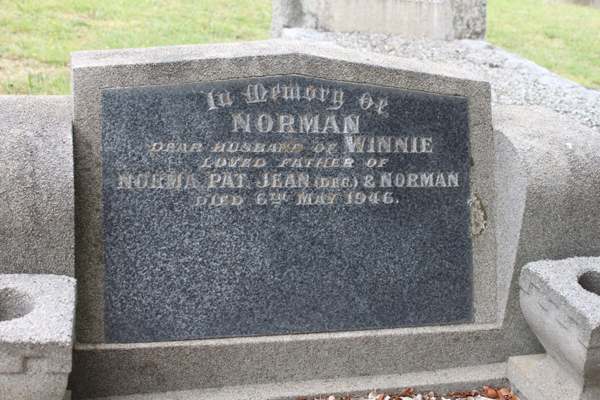 In Memory Of
NORMAN
DEAR HUSBAND OF WINNIE
LOVED FATHER OF
NORMA, PAT, JEAN (DEC.) & NORMAN
DIED 6TH MAY 1946.